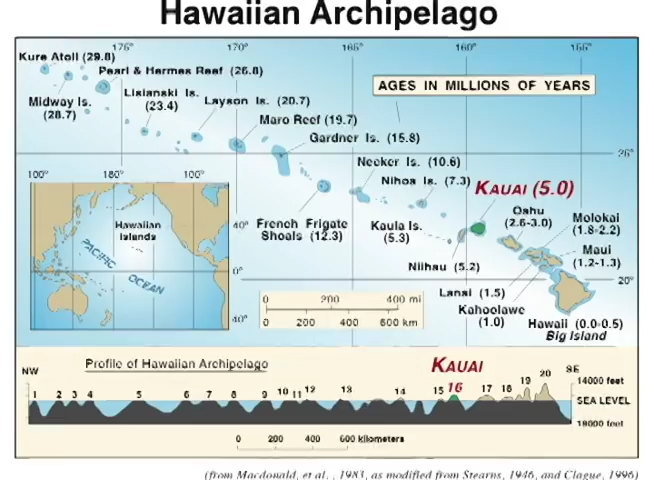 Hawaiian Archipelago
175° 170° 165° 160° 155°
Kure Atoll (29.8)
Pearl & Hermes Reef (26.8)
Midway Is.
(28.7)
Lisianski Is.
(23.4)
Layson Is. (20.7)
Maro Reef (19.7)
Gardner Is. (15.8)
AGES IN MILLIONS OF YEARS
25°
Necker Is. (10.6)
Nihoa Is. (7.3)
KAUAI (5.0)
French Frigate
Shoals (12.3)
Kaula Is.
(5.3)
Niihau (5.2)
Oahu
(2.6-3.0)
Molokai
(1.8-2.2)
Maui
(1.2-1.3)
Lanai (1.5)
Kahoolawe
(1.0)
Hawaii (0.0-0.5)
Big Island
20°
100° 180° 100°
Hawaiian
Islands
PACIFIC
OCEAN
40°
0°
40°
0 200 400 mi
0 200 400 600 km
Profile of Hawaiian Archipelago
KAUAI
NW
SE
1 2 3 4 5 6 7 8 9 10 11 12 13 14 15 16 17 18 19 20
14000 feet
SEA LEVEL
18000 feet
0 200 400 600 kilometers
(from Macdonald, et al. , 1983, as modified from Stearns, 1946, and Clague, 1996)